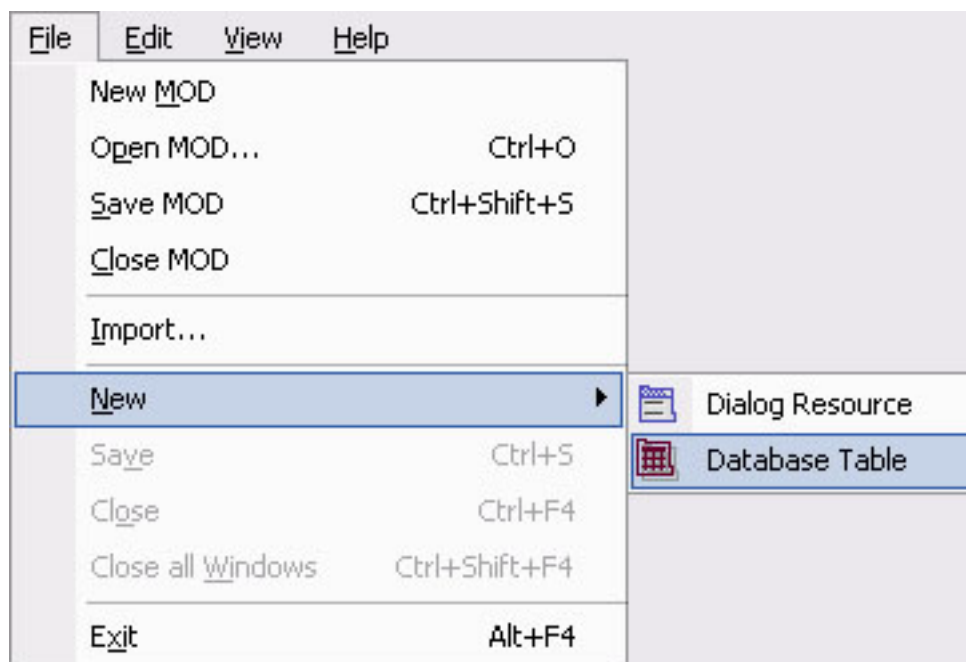 File Edit View Help
New MOD
Open MOD... Ctrl+O
Save MOD Ctrl+Shift+S
Close MOD
Import...
New Dialog Resource
Save Ctrl+S Database Table
Close Ctrl+F4
Close all Windows Ctrl+Shift+F4
Exit Alt+F4